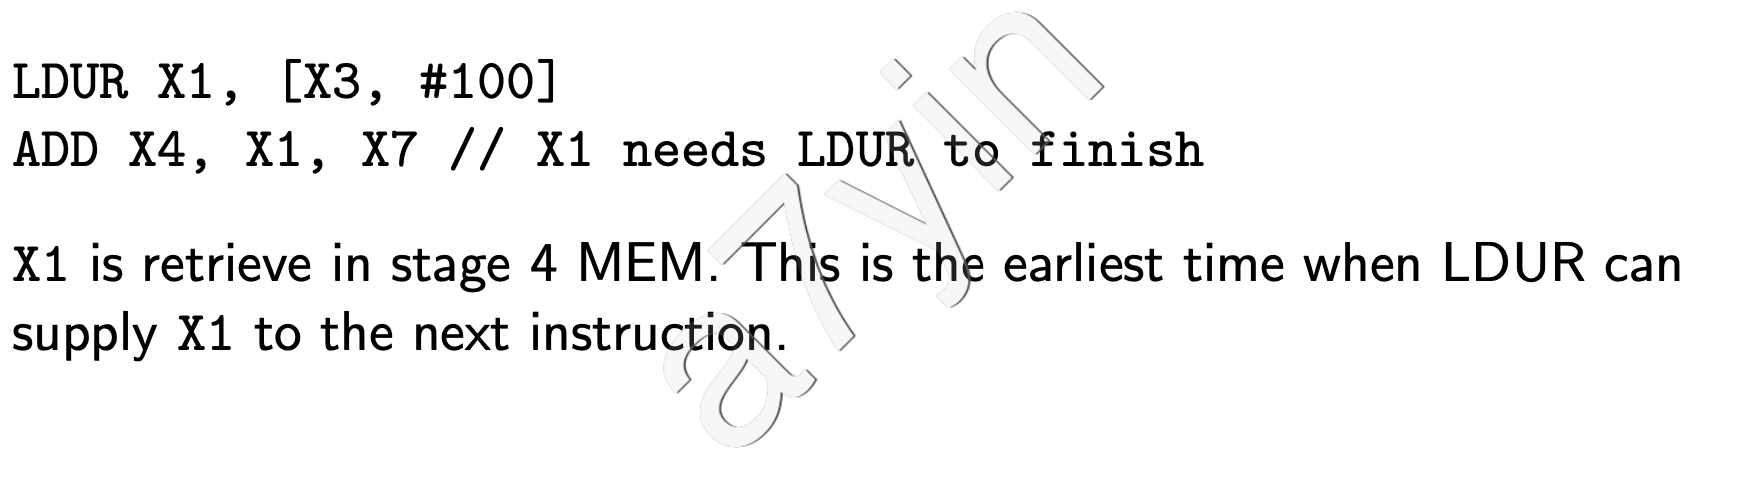 LDUR X1, [X3, #100]
ADD X4, X1, X7 // X1 needs LDUR to finish
X1 is retrieve in stage 4 MEM. This is the earliest time when LDUR can
supply X1 to the next instruction.
a7yin